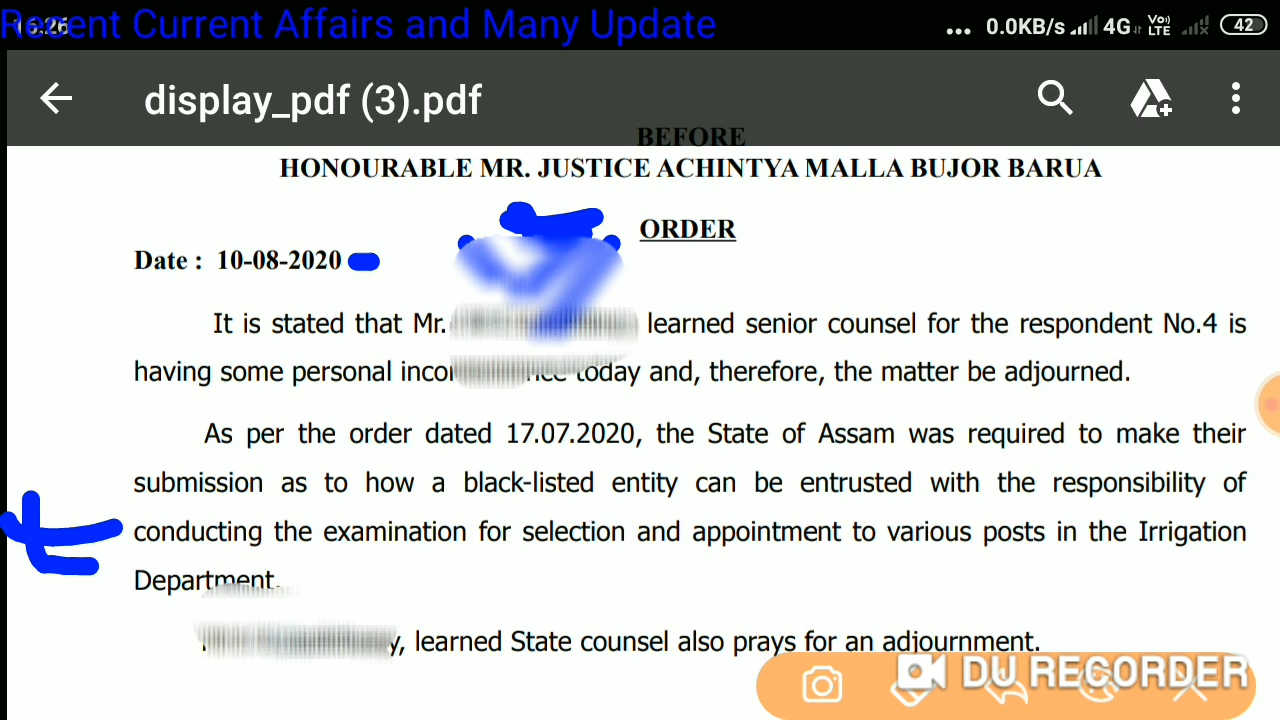 Recent Current Affairs and Many Update
16:26 ... 0.0KB/s 4G Vo) LTE 42
display_pdf (3).pdf
BEFORE
HONOURABLE MR. JUSTICE ACHINTYA MALLA BUJOR BARUA
ORDER
Date : 10-08-2020
It is stated that Mr. learned senior counsel for the respondent No.4 is
having some personal today and, therefore, the matter be adjourned.
As per the order dated 17.07.2020, the State of Assam was required to make their
submission as to how a black-listed entity can be entrusted with the responsibility of
conducting the examination for selection and appointment to various posts in the Irrigation
Department.
learned State counsel also prays for an adjournment.
DU RECORDER